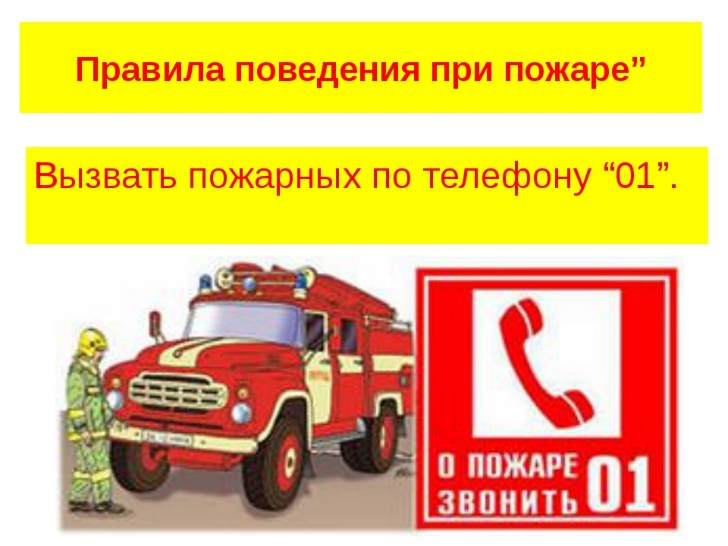 Правила поведения при пожаре”
Вызвать пожарных по телефону “01”.
О ПОЖАРЕ
ЗВОНИТЬ 01